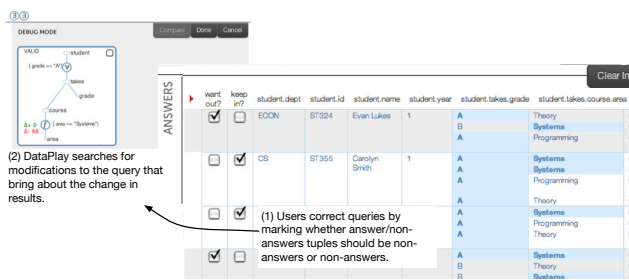 33
DEBUG MODE
Compare Done Cancel
VALID
student
{ grade == "A"}
takes
grade
course
Δ+ 0
Δ- 68
{ area == "Systems"}
area
(2) DataPlay searches for
modifications to the query that
bring about the change in
results.
Clear In
ANSWERS
want out? keep in? student.dept student.id student.name student.year student.takes.grade student.takes.course.area
ECON ST324 Evan Lukes 1 A Theory
B Systems
A Programming
CS ST355 Carolyn Smith 1 A Systems
A Systems
A Programming
A Theory
A Systems
A Programming
A Theory
(1) Users correct queries by
marking whether answer/non-
answers tuples should be non-
answers or non-answers.
A Systems
B Theory
B Systems